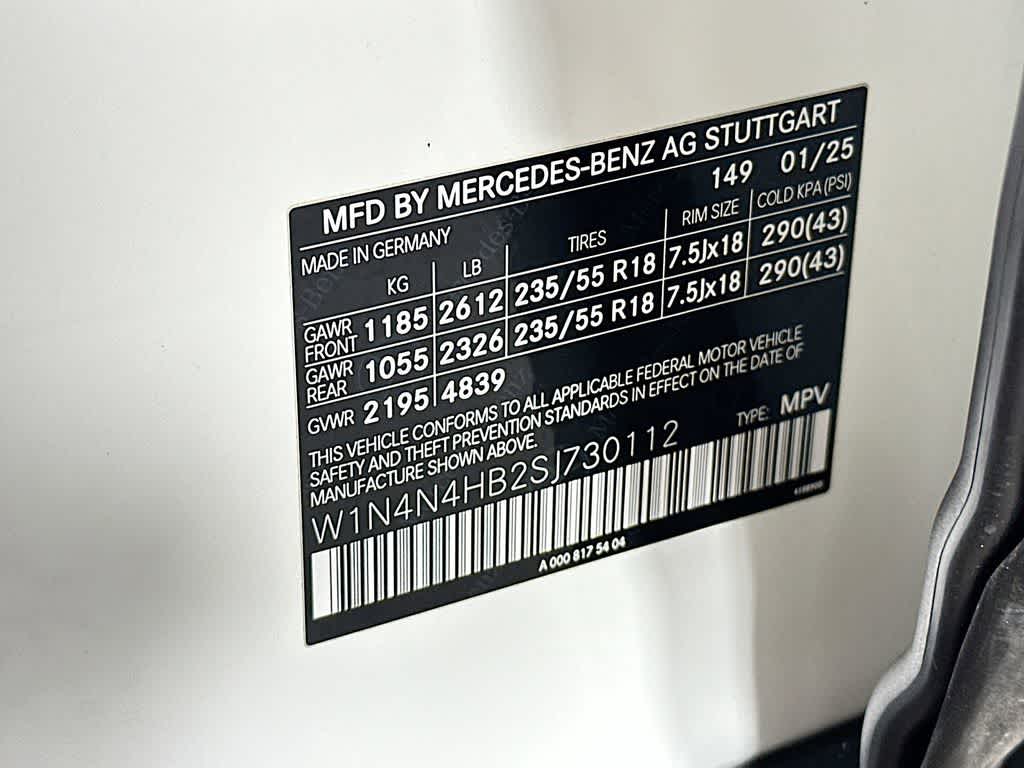 MFD BY MERCEDES-BENZ AG STUTTGART
MADE IN GERMANY 149 01/25
KG LB TIRES RIM SIZE COLD KPA (PSI)
GAWR FRONT 1185 2612 235/55 R18 7.5Jx18 290(43)
GAWR REAR 1055 2326 235/55 R18 7.5Jx18 290(43)
GVWR 2195 4839
THIS VEHICLE CONFORMS TO ALL APPLICABLE FEDERAL MOTOR VEHICLE
SAFETY AND THEFT PREVENTION STANDARDS IN EFFECT ON THE DATE OF
MANUFACTURE SHOWN ABOVE. TYPE: MPV
W1N4N4HB2SJ730112
A 000 817 54 04